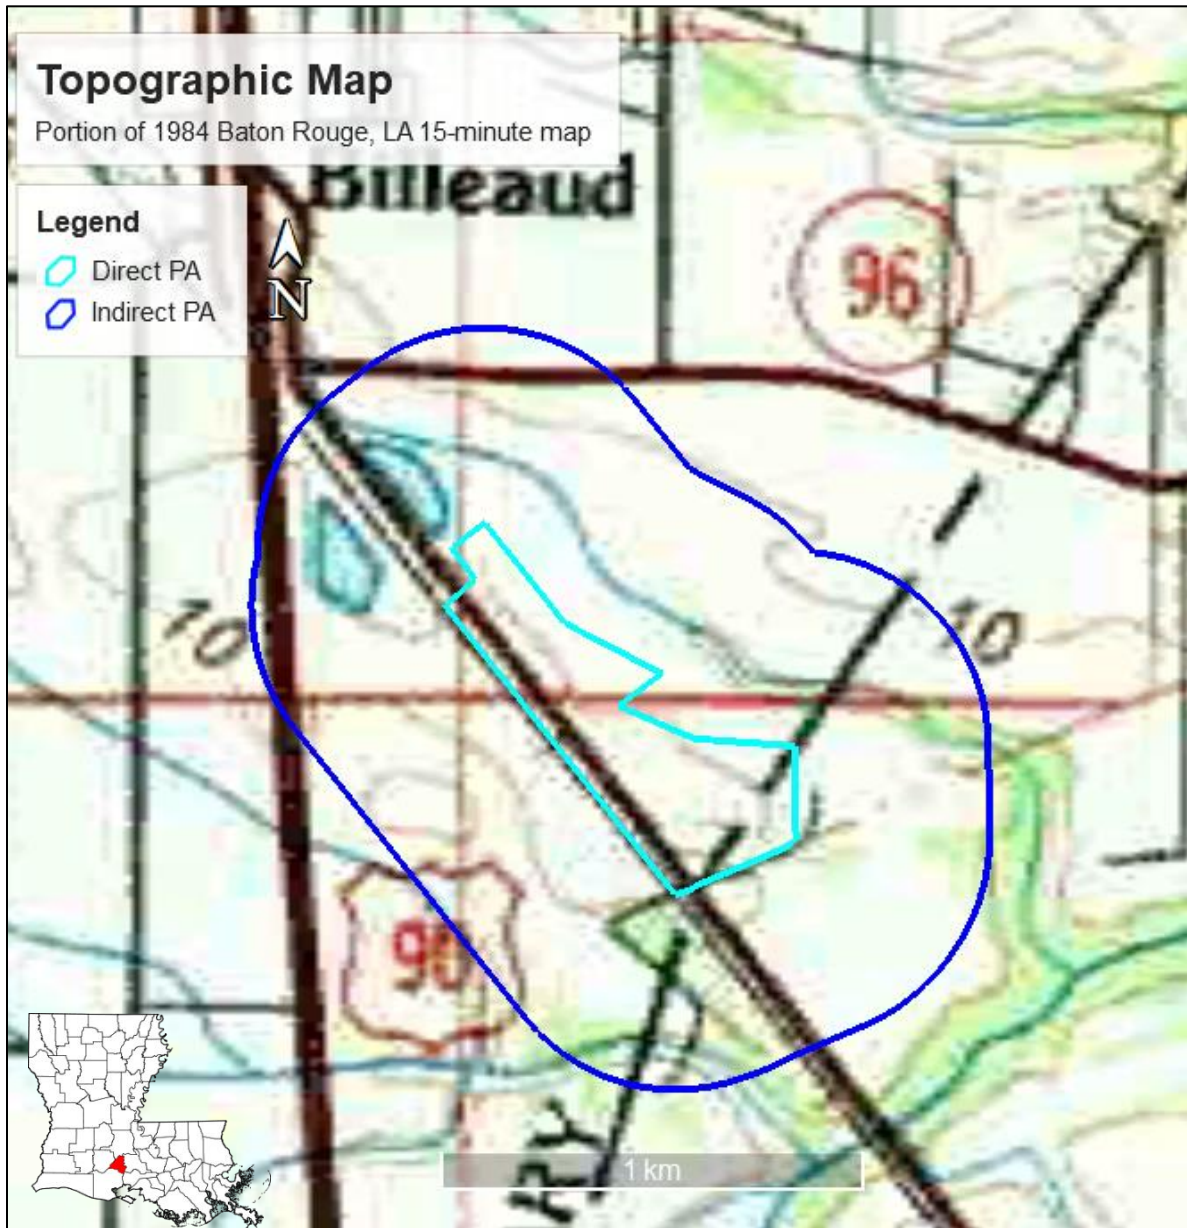 Topographic Map
Portion of 1984 Baton Rouge, LA 15-minute map
Billeaud
Legend
Direct PA
Indirect PA
N
96
10
10
90
RY
1 km